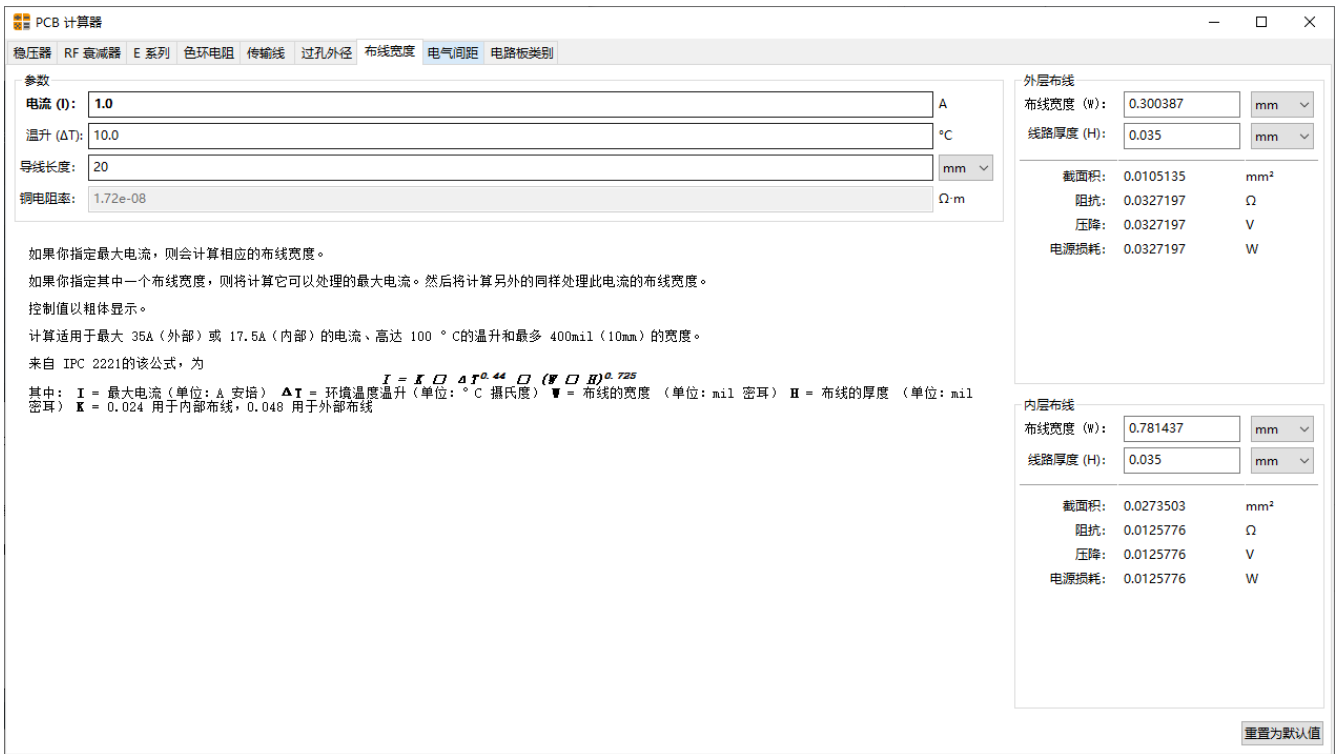 PCB 计算器
稳压器 RF 衰减器 E 系列 色环电阻 传输线 过孔外径 布线宽度 电气间距 电路板类别
参数
电流 (I): 1.0 A
温升 (ΔT): 10.0 °C
导线长度: 20 mm
铜电阻率: 1.72e-08 Ω·m
如果你指定最大电流，则会计算相应的布线宽度。
如果你指定其中一个布线宽度，则将计算它可以处理的最大电流。然后将计算另外的同样处理此电流的布线宽度。
控制值以粗体显示。
计算适用于最大 35A（外部）或 17.5A（内部）的电流、高达 100 °C的温升和最多 400mil（10mm）的宽度。
来自 IPC 2221的该公式，为
I = K □ ΔT^0.44 □ (W □ H)^0.725
其中: I = 最大电流（单位: A 安培） ΔT = 环境温度温升（单位: °C 摄氏度） W = 布线的宽度 （单位: mil 密耳） H = 布线的厚度 （单位: mil
密耳） K = 0.024 用于内部布线，0.048 用于外部布线
外层布线
布线宽度 (W): 0.300387 mm
线路厚度 (H): 0.035 mm
截面积: 0.0105135 mm²
阻抗: 0.0327197 Ω
压降: 0.0327197 V
电源损耗: 0.0327197 W
内层布线
布线宽度 (W): 0.781437 mm
线路厚度 (H): 0.035 mm
截面积: 0.0273503 mm²
阻抗: 0.0125776 Ω
压降: 0.0125776 V
电源损耗: 0.0125776 W
重置为默认值